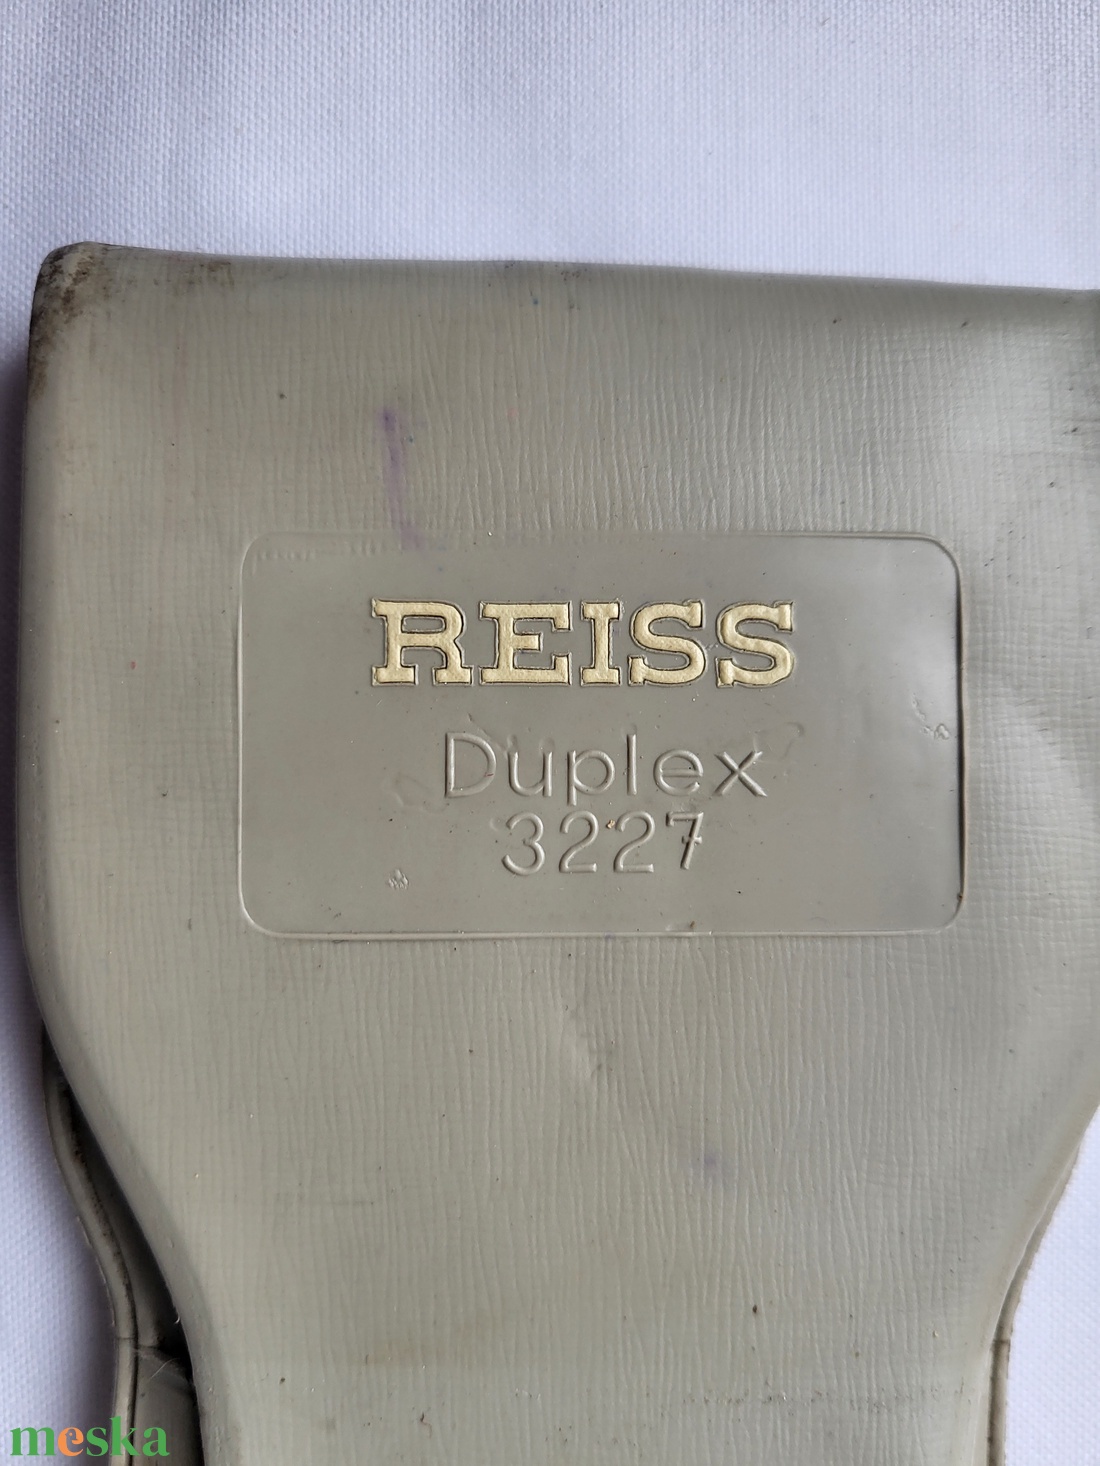 REISS
Duplex
3227
meska